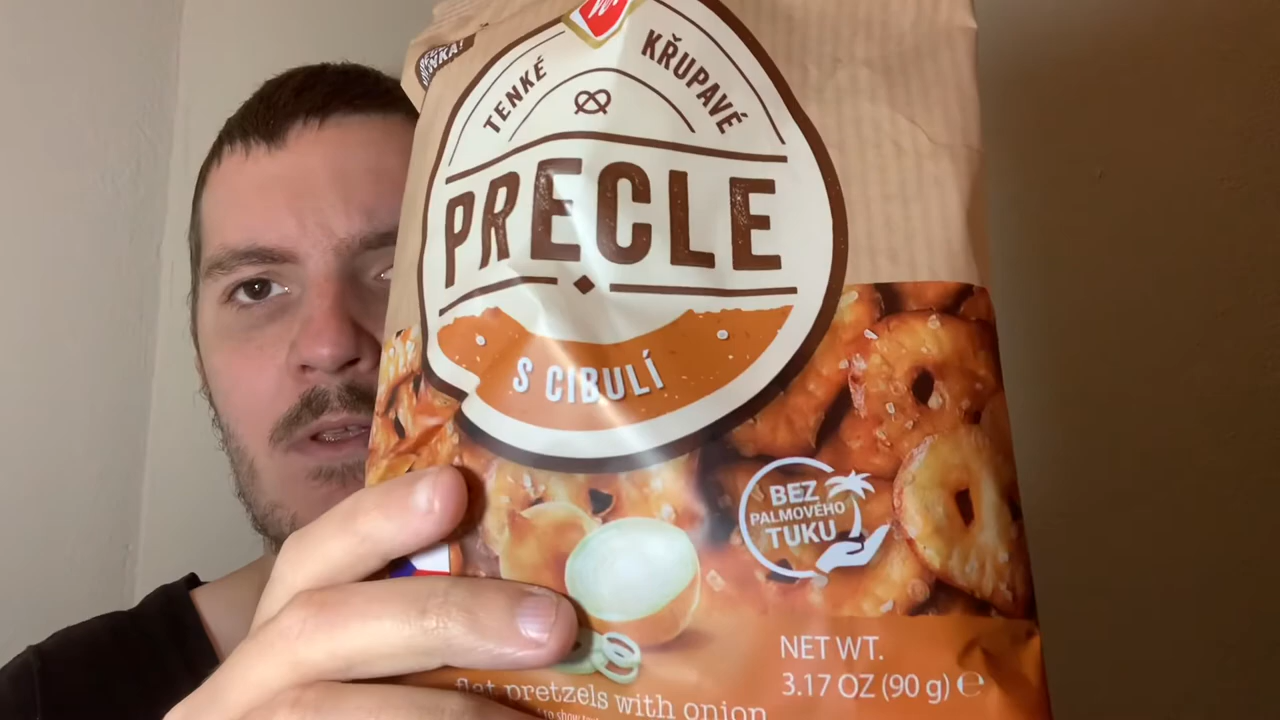 TENKÉ
KŘUPAVÉ
PRECLE
S CIBULÍ
BEZ
PALMOVÉHO
TUKU
NET WT.
3.17 OZ (90 g) ℮
flat pretzels with onion